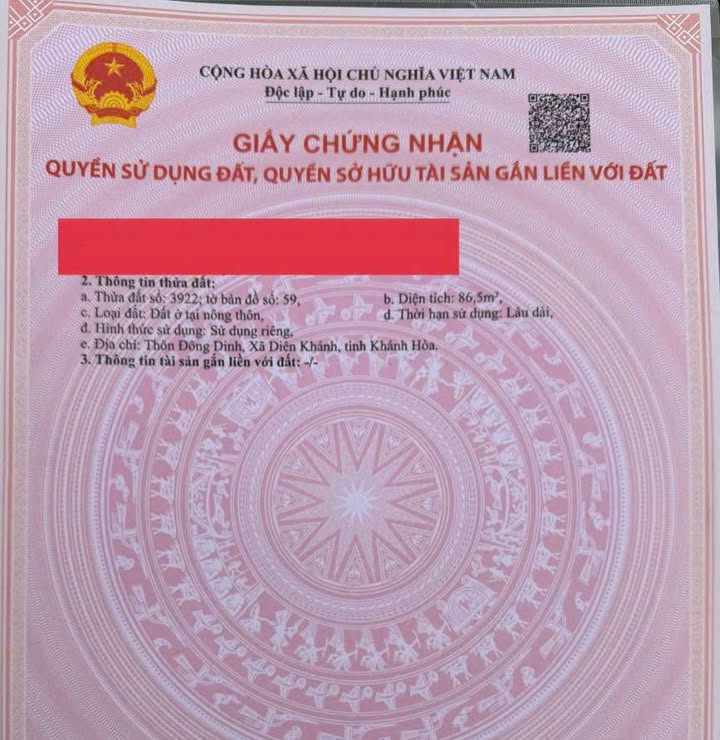 CỘNG HÒA XÃ HỘI CHỦ NGHĨA VIỆT NAM
Độc lập - Tự do - Hạnh phúc
GIẤY CHỨNG NHẬN
QUYỀN SỬ DỤNG ĐẤT, QUYỀN SỞ HỮU TÀI SẢN GẮN LIỀN VỚI ĐẤT
2. Thông tin thửa đất:
a. Thửa đất số: 3922; tờ bản đồ số: 59, b. Diện tích: 86,5m²,
c. Loại đất: Đất ở tại nông thôn, d. Thời hạn sử dụng: Lâu dài,
đ. Hình thức sử dụng: Sử dụng riêng,
e. Địa chỉ: Thôn Đông Dinh, Xã Diên Khánh, tỉnh Khánh Hòa.
3. Thông tin tài sản gắn liền với đất: -/-